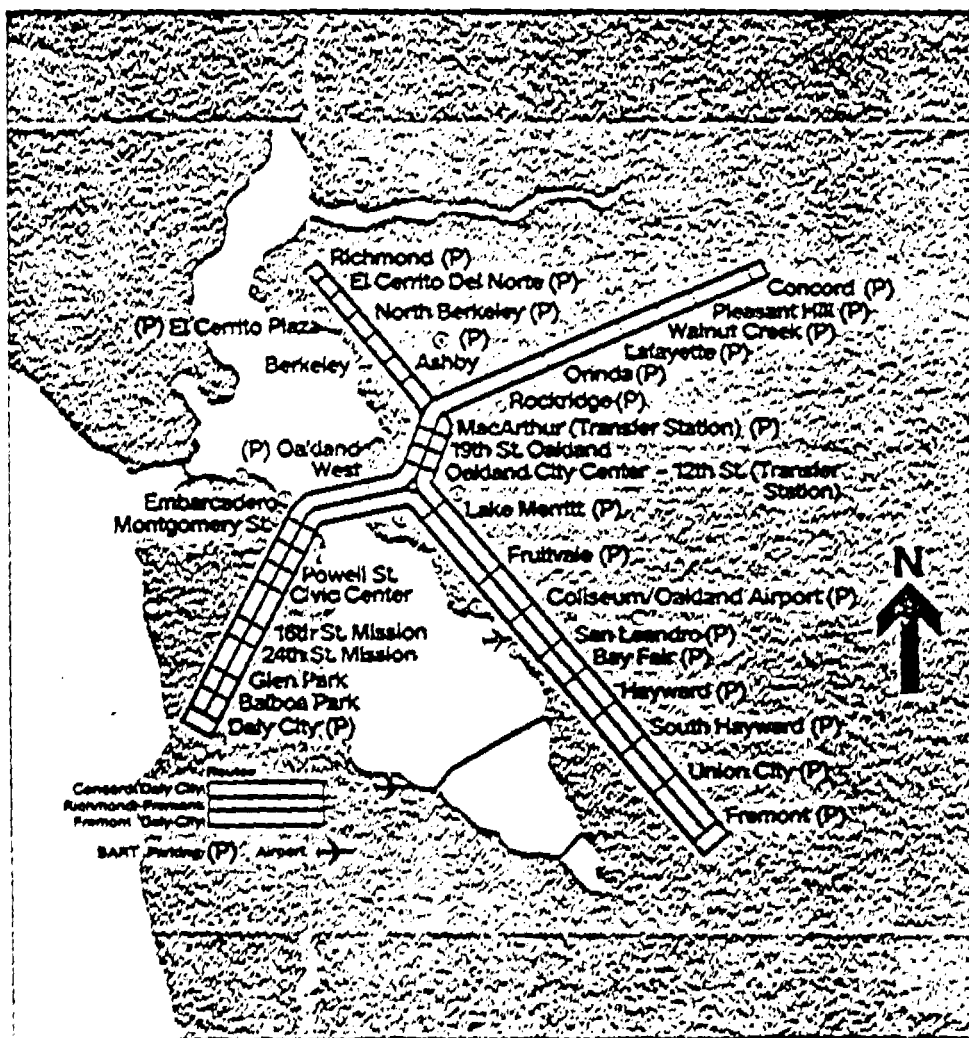 Richmond (P)
El Cerrito Del Norte (P)
North Berkeley (P)
(P) El Cerrito Plaza
(P)
Ashby
Berkeley
Concord (P)
Pleasant Hill (P)
Walnut Creek (P)
Lafayette (P)
Orinda (P)
Rockridge (P)
MacArthur (Transfer Station) (P)
19th St. Oakland
Oakland City Center - 12th St. (Transfer
Station)
(P) Oakland
West
Lake Merritt (P)
Embarcadero
Montgomery St.
Fruitvale (P)
Powell St.
Civic Center
Coliseum/Oakland Airport (P)
San Leandro (P)
Bay Fair (P)
16th St. Mission
24th St. Mission
Glen Park
Balboa Park
Daly City (P)
Hayward (P)
South Hayward (P)
Union City (P)
Fremont (P)
N
Routes
Concord/Daly City
Richmond-Fremont
Fremont Daly City
BART Parking (P) Airport